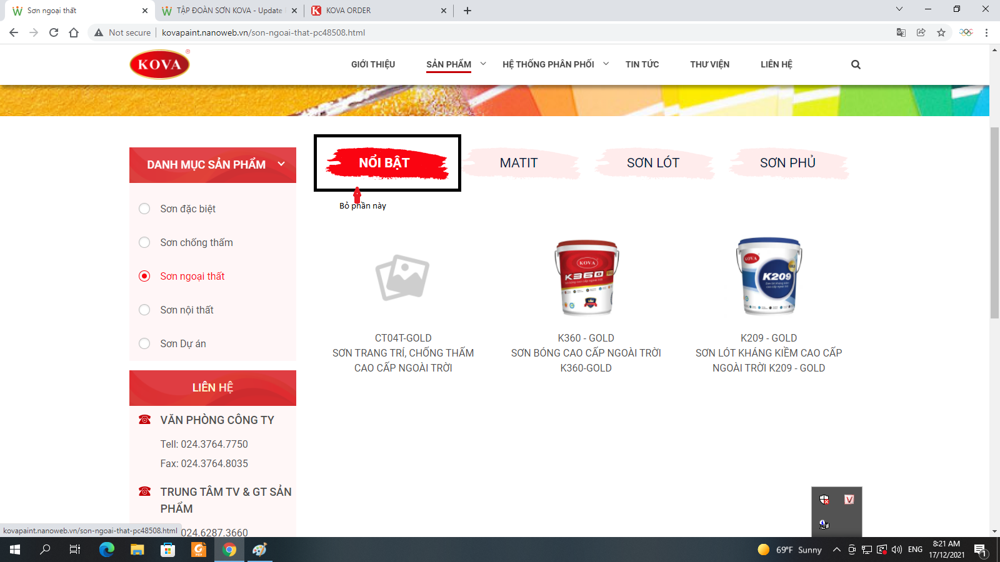 Sơn ngoại thất
TẬP ĐOÀN SƠN KOVA - Update
KOVA ORDER
Not secure
kovapaint.nanoweb.vn/son-ngoai-that-pc48508.html
KOVA
GIỚI THIỆU
SẢN PHẨM
HỆ THỐNG PHÂN PHỐI
TIN TỨC
THƯ VIỆN
LIÊN HỆ
DANH MỤC SẢN PHẨM
Sơn đặc biệt
Sơn chống thấm
Sơn ngoại thất
Sơn nội thất
Sơn Dự án
LIÊN HỆ
VĂN PHÒNG CÔNG TY
Tell: 024.3764.7750
Fax: 024.3764.8035
TRUNG TÂM TV & GT SẢN
PHẨM
024.6287.3660
NỔI BẬT
MATIT
SƠN LÓT
SƠN PHỦ
Bỏ phần này
KOVA
K360
KOVA
K209
CT04T-GOLD
SƠN TRANG TRÍ, CHỐNG THẤM
CAO CẤP NGOÀI TRỜI
K360 - GOLD
SƠN BÓNG CAO CẤP NGOÀI TRỜI
K360-GOLD
K209 - GOLD
SƠN LÓT KHÁNG KIỀM CAO CẤP
NGOÀI TRỜI K209 - GOLD
kovapaint.nanoweb.vn/son-ngoai-that-pc48508.html
69°F Sunny
ENG
8:21 AM
17/12/2021
1